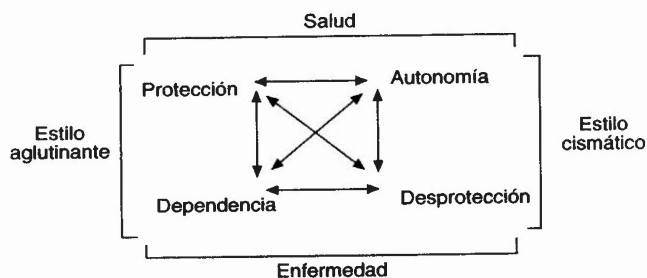 Salud
Protección
Autonomía
Estilo
aglutinante
Estilo
cismático
Dependencia
Desprotección
Enfermedad